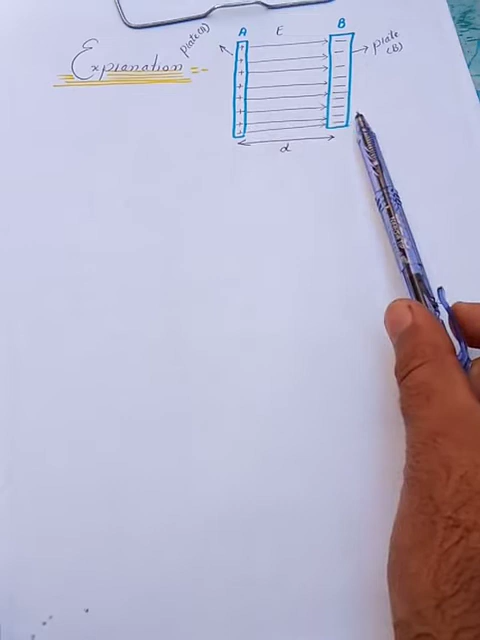 Explanation :-
plate(A)
A E B
plate
(B)
+ −
+ −
+ −
+ −
+ −
+ −
+ −
+ −
d